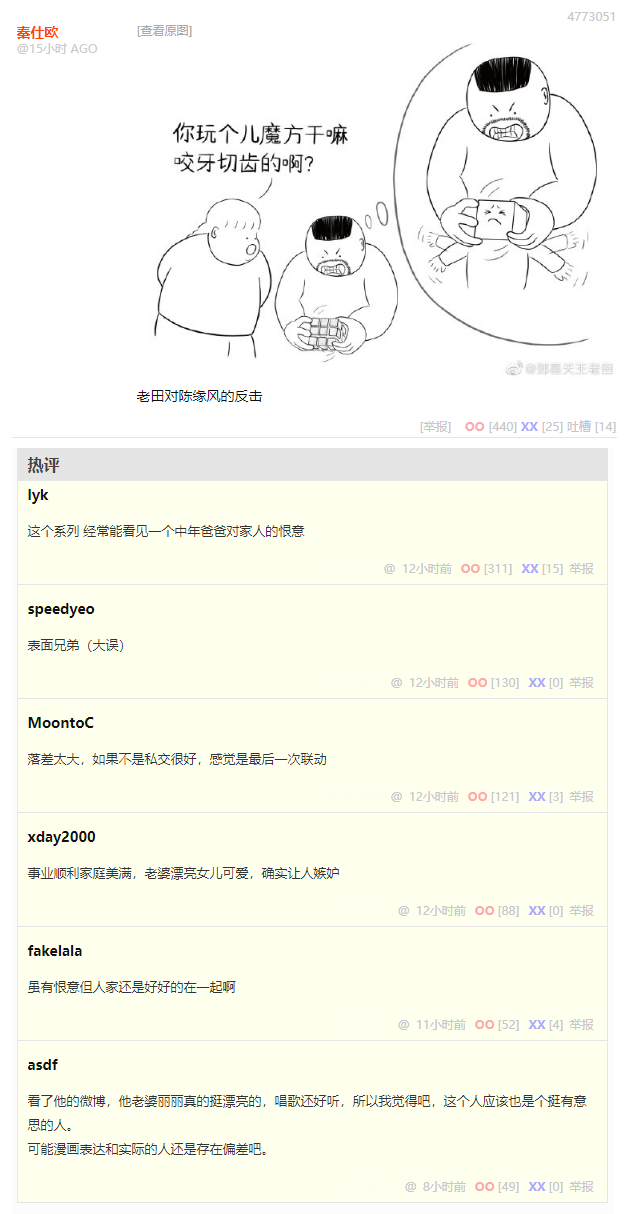 4773051
秦仕欧
[查看原图]
@15小时 AGO
你玩个儿魔方干嘛
咬牙切齿的啊?
老田对陈缘风的反击
[举报] OO [440] XX [25] 吐槽 [14]
热评
lyk
这个系列 经常能看见一个中年爸爸对家人的恨意
@ 12小时前 OO [311] XX [15] 举报
speedyeo
表面兄弟（大误）
@ 12小时前 OO [130] XX [0] 举报
MoontoC
落差太大，如果不是私交很好，感觉是最后一次联动
@ 12小时前 OO [121] XX [3] 举报
xday2000
事业顺利家庭美满，老婆漂亮女儿可爱，确实让人嫉妒
@ 12小时前 OO [88] XX [0] 举报
fakelala
虽有恨意但人家还是好好的在一起啊
@ 11小时前 OO [52] XX [4] 举报
asdf
看了他的微博，他老婆丽丽真的挺漂亮的，唱歌还好听，所以我觉得吧，这个人应该也是个挺有意
思的人。
可能漫画表达和实际的人还是存在偏差吧。
@ 8小时前 OO [49] XX [0] 举报